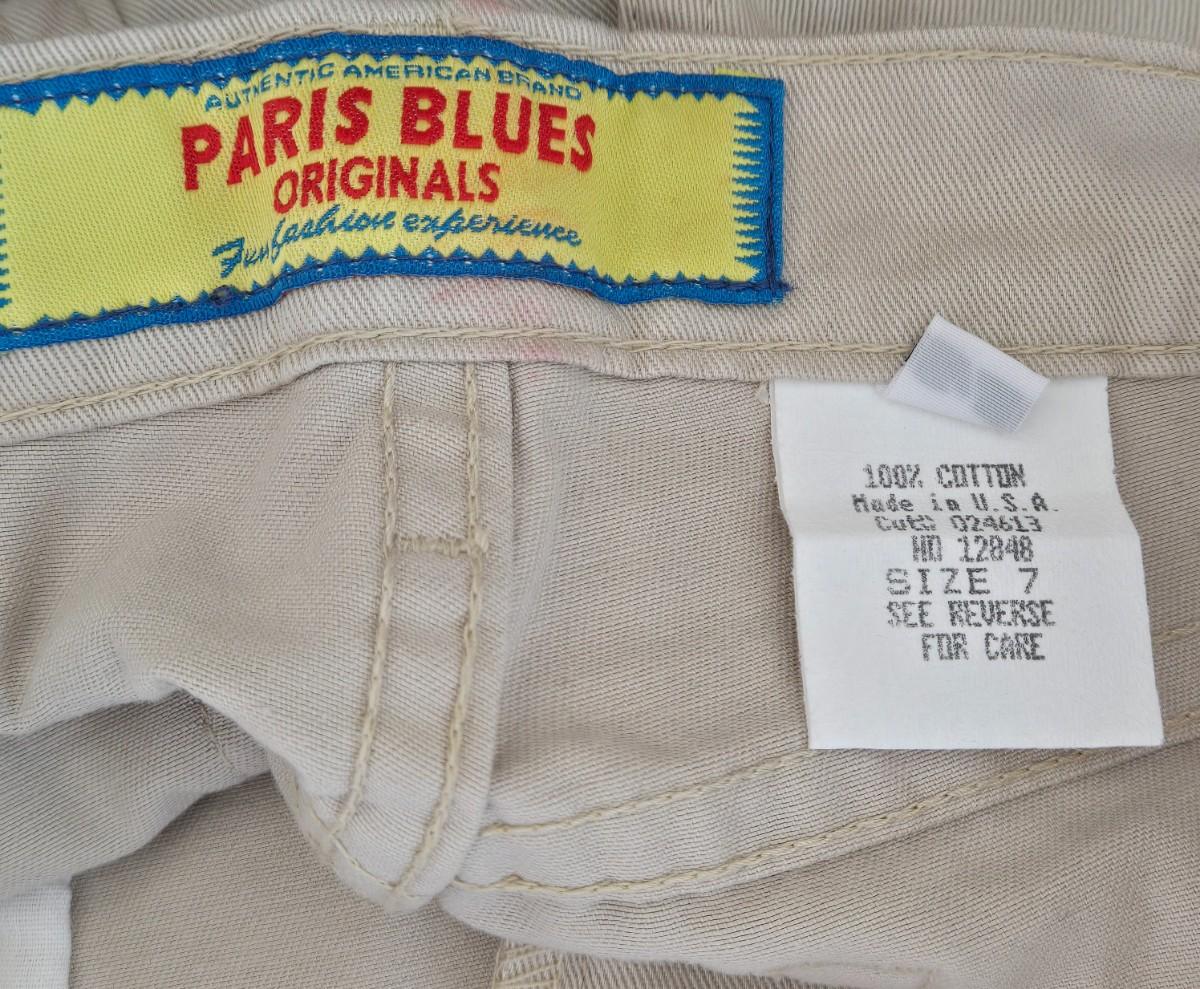 AUTHENTIC AMERICAN BRAND
PARIS BLUES
ORIGINALS
Fun fashion experience
100% COTTON
Made in U.S.A.
Cut# 024613
HD 12848
SIZE 7
SEE REVERSE
FOR CARE